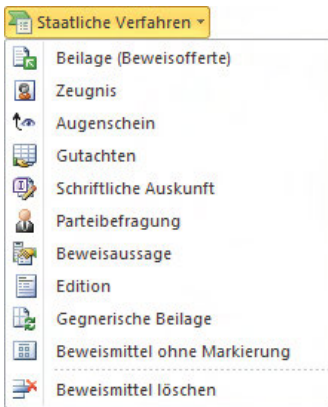 Staatliche Verfahren
Beilage (Beweisofferte)
Zeugnis
Augenschein
Gutachten
Schriftliche Auskunft
Parteibefragung
Beweisaussage
Edition
Gegnerische Beilage
Beweismittel ohne Markierung
Beweismittel löschen